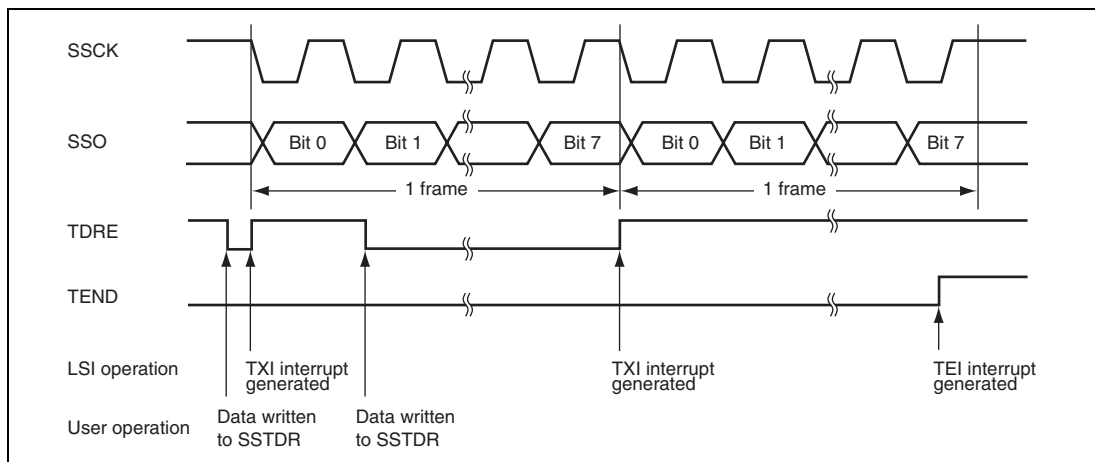 SSCK
SSO
Bit 0
Bit 1
Bit 7
Bit 0
Bit 1
Bit 7
1 frame
1 frame
TDRE
TEND
LSI operation
TXI interrupt
generated
TXI interrupt
generated
TEI interrupt
generated
User operation
Data written
to SSTDR
Data written
to SSTDR